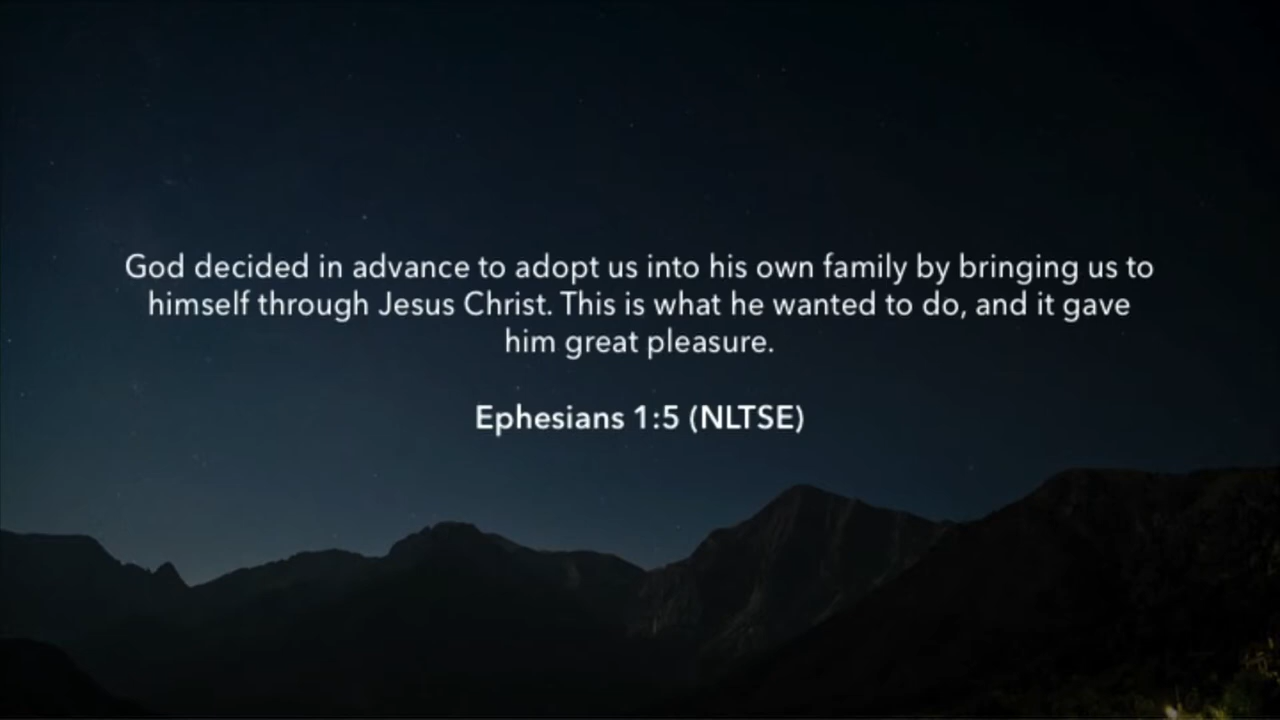 God decided in advance to adopt us into his own family by bringing us to
himself through Jesus Christ. This is what he wanted to do, and it gave
him great pleasure.
Ephesians 1:5 (NLTSE)